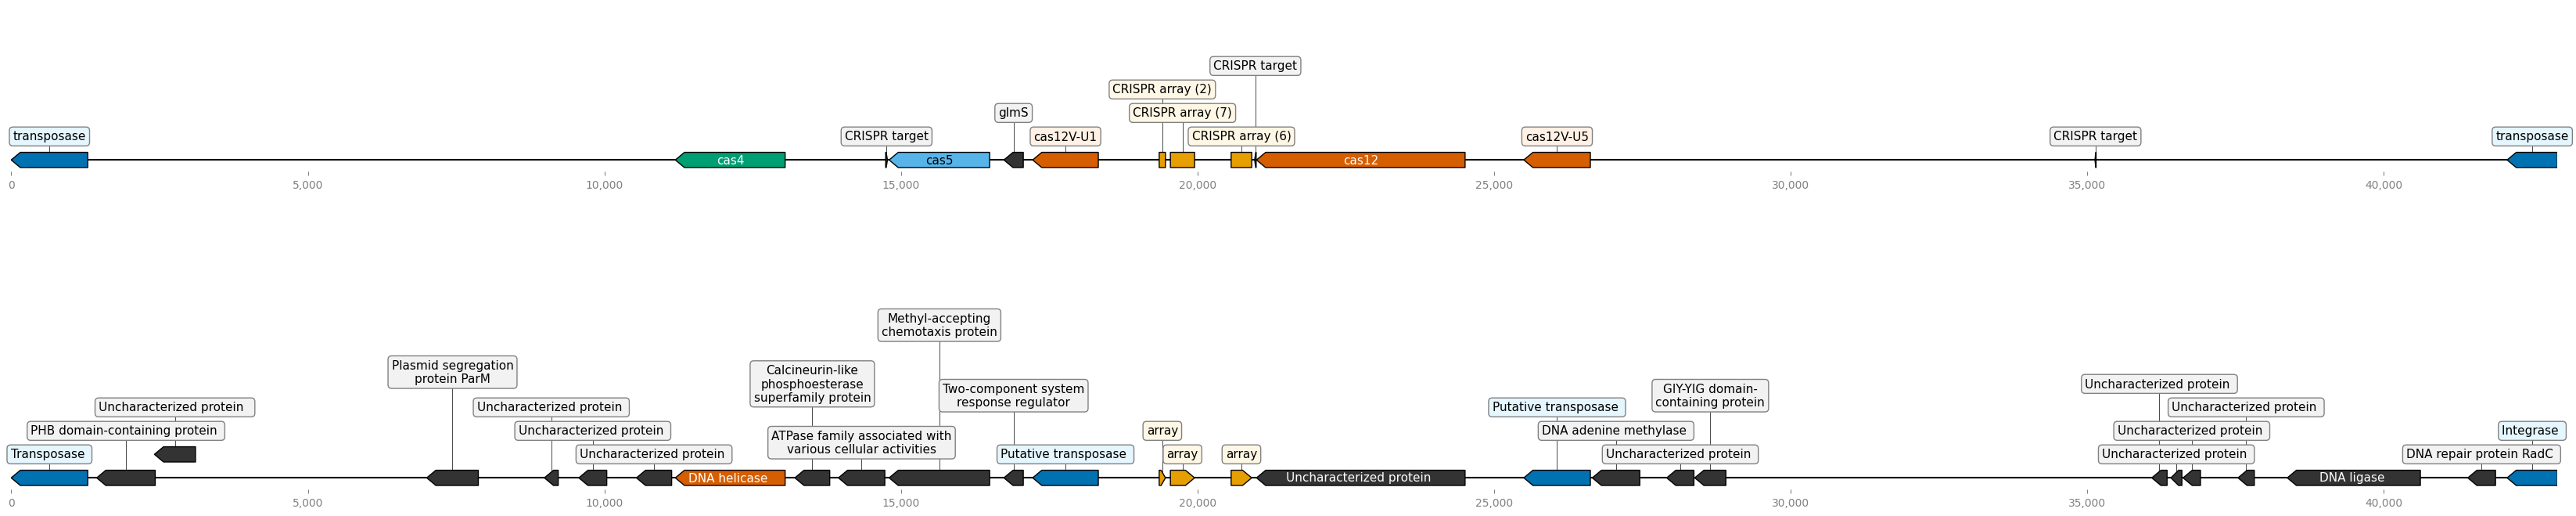 CRISPR target
CRISPR array (2)
glmS
CRISPR array (7)
transposase
CRISPR target
cas12V-U1
CRISPR array (6)
cas12V-U5
CRISPR target
transposase
cas4
cas5
cas12
0
5,000
10,000
15,000
20,000
25,000
30,000
35,000
40,000
Methyl-accepting
chemotaxis protein
Plasmid segregation
protein ParM
Calcineurin-like
phosphoesterase
superfamily protein
Two-component system
response regulator
GIY-YIG domain-
containing protein
Uncharacterized protein
Uncharacterized protein
Uncharacterized protein
Putative transposase
Uncharacterized protein
PHB domain-containing protein
Uncharacterized protein
ATPase family associated with
various cellular activities
array
DNA adenine methylase
Uncharacterized protein
Integrase
Transposase
Uncharacterized protein
Putative transposase
array
array
Uncharacterized protein
Uncharacterized protein
DNA repair protein RadC
DNA helicase
Uncharacterized protein
DNA ligase
0
5,000
10,000
15,000
20,000
25,000
30,000
35,000
40,000